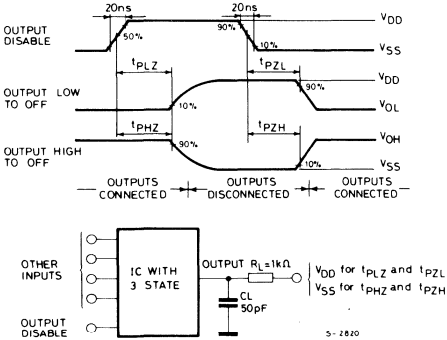 20ns
20ns
OUTPUT
DISABLE
50%
90%
10%
VDD
VSS
tPLZ
tPZL
VDD
90%
OUTPUT LOW
TO OFF
10%
VOL
tPHZ
tPZH
VOH
OUTPUT HIGH
TO OFF
90%
10%
VSS
OUTPUTS
CONNECTED
OUTPUTS
DISCONNECTED
OUTPUTS
CONNECTED
OTHER
INPUTS
IC WITH
3 STATE
OUTPUT RL=1kΩ
VDD for tPLZ and tPZL
VSS for tPHZ and tPZH
CL
50pF
OUTPUT
DISABLE
S-2820